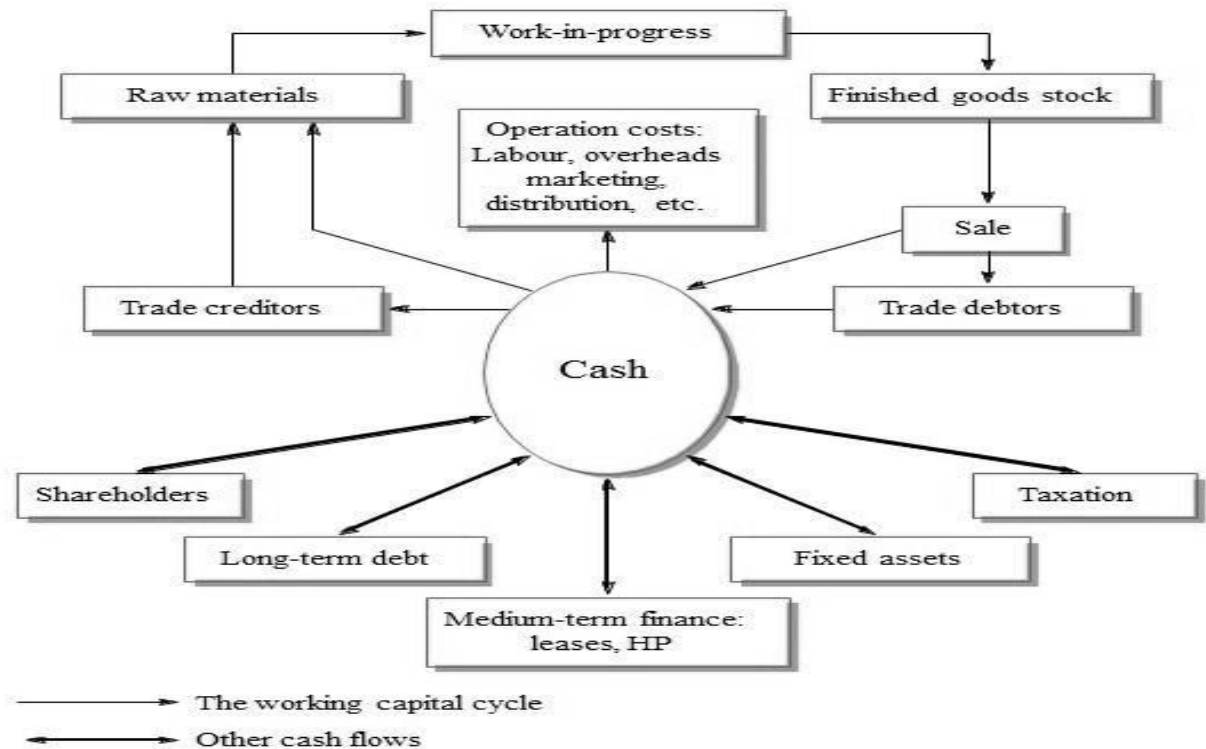 Work-in-progress
Raw materials
Finished goods stock
Operation costs:
Labour, overheads
marketing,
distribution, etc.
Sale
Trade creditors
Trade debtors
Cash
Shareholders
Taxation
Long-term debt
Fixed assets
Medium-term finance:
leases, HP
The working capital cycle
Other cash flows